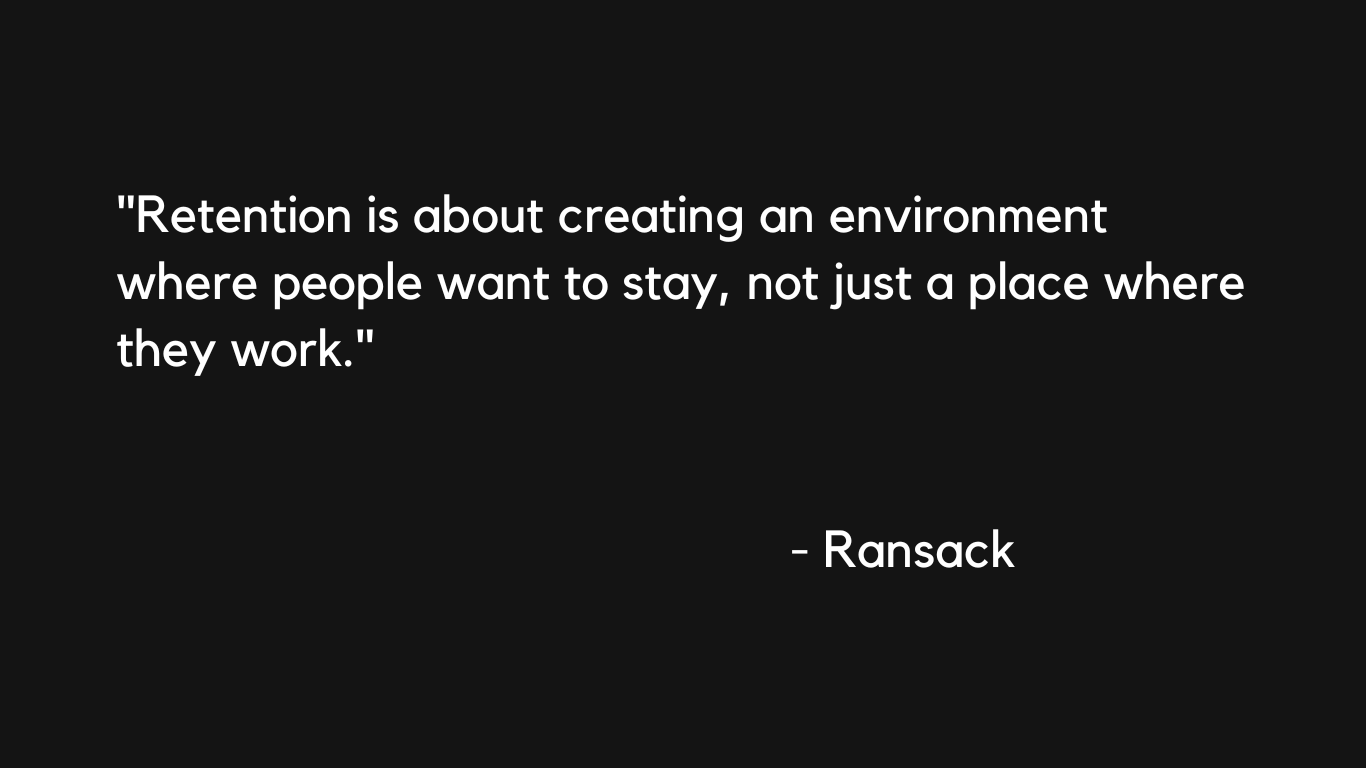 "Retention is about creating an environment
where people want to stay, not just a place where
they work."
- Ransack